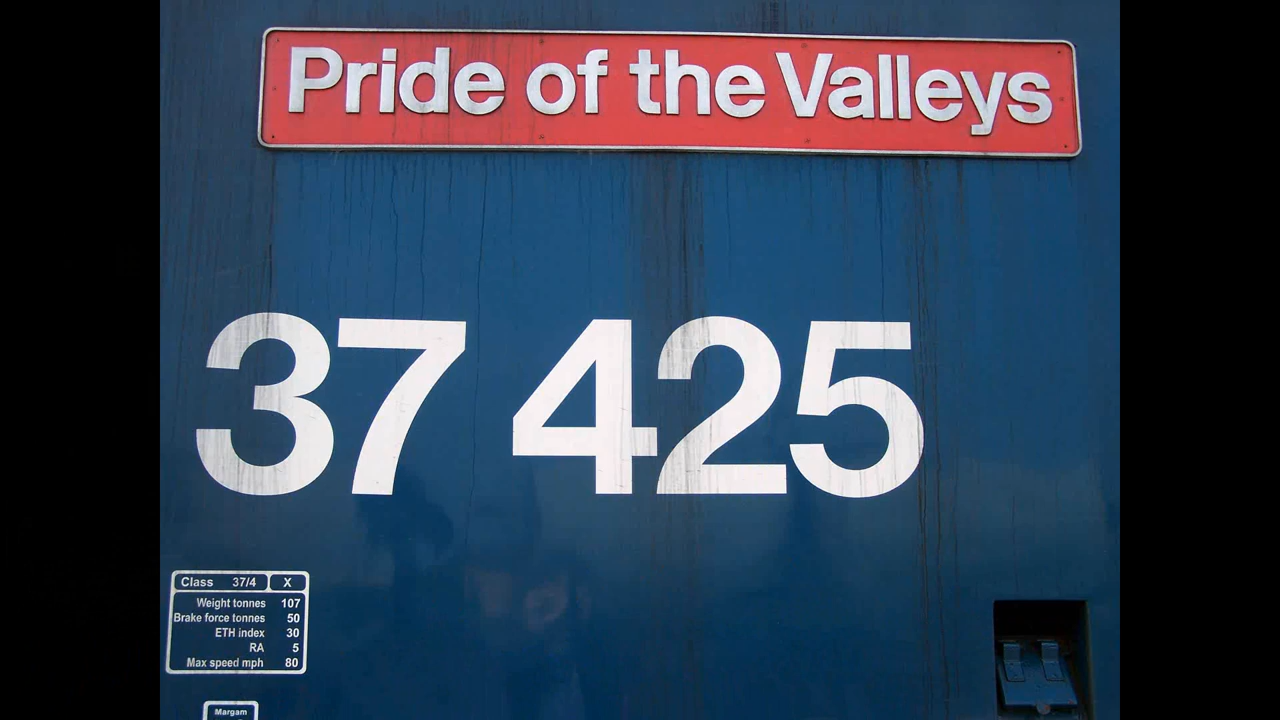 Pride of the Valleys
37 425
Class 37/4 X
Weight tonnes 107
Brake force tonnes 50
ETH index 30
RA 5
Max speed mph 80
Margam